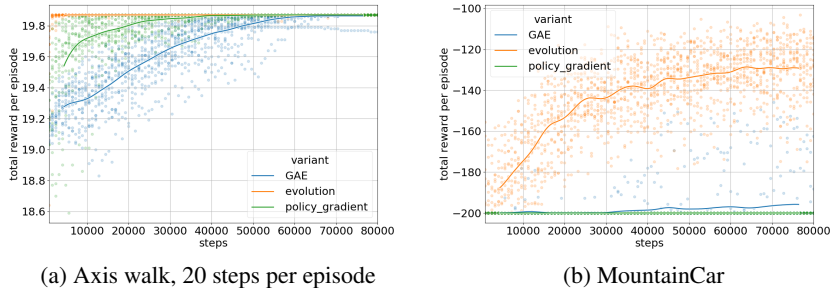 19.8
19.6
19.4
19.2
19.0
18.8
18.6
total reward per episode
variant
GAE
evolution
policy_gradient
10000 20000 30000 40000 50000 60000 70000 80000
steps
(a) Axis walk, 20 steps per episode
−100
−120
−140
−160
−180
−200
total reward per episode
variant
GAE
evolution
policy_gradient
10000 20000 30000 40000 50000 60000 70000 80000
steps
(b) MountainCar